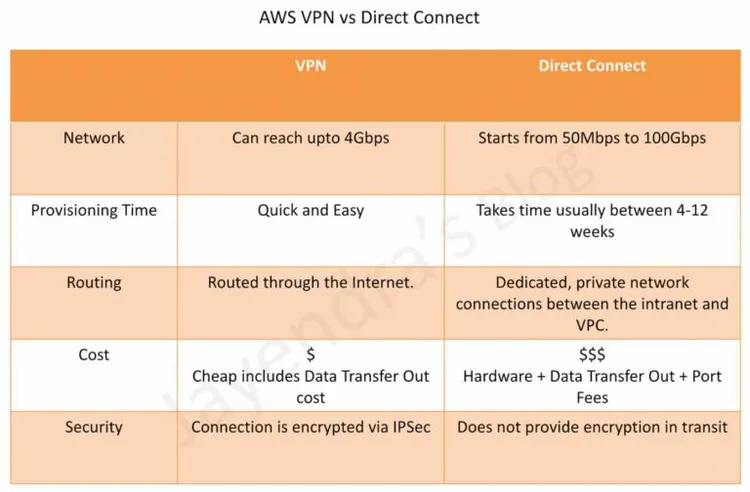 AWS VPN vs Direct Connect
VPN
Direct Connect
Network
Can reach upto 4Gbps
Starts from 50Mbps to 100Gbps
Provisioning Time
Quick and Easy
Takes time usually between 4-12
weeks
Routing
Routed through the Internet.
Dedicated, private network
connections between the intranet and
VPC.
Cost
$
Cheap includes Data Transfer Out
cost
$$$
Hardware + Data Transfer Out + Port
Fees
Security
Connection is encrypted via IPSec
Does not provide encryption in transit
Jayendra's Blog